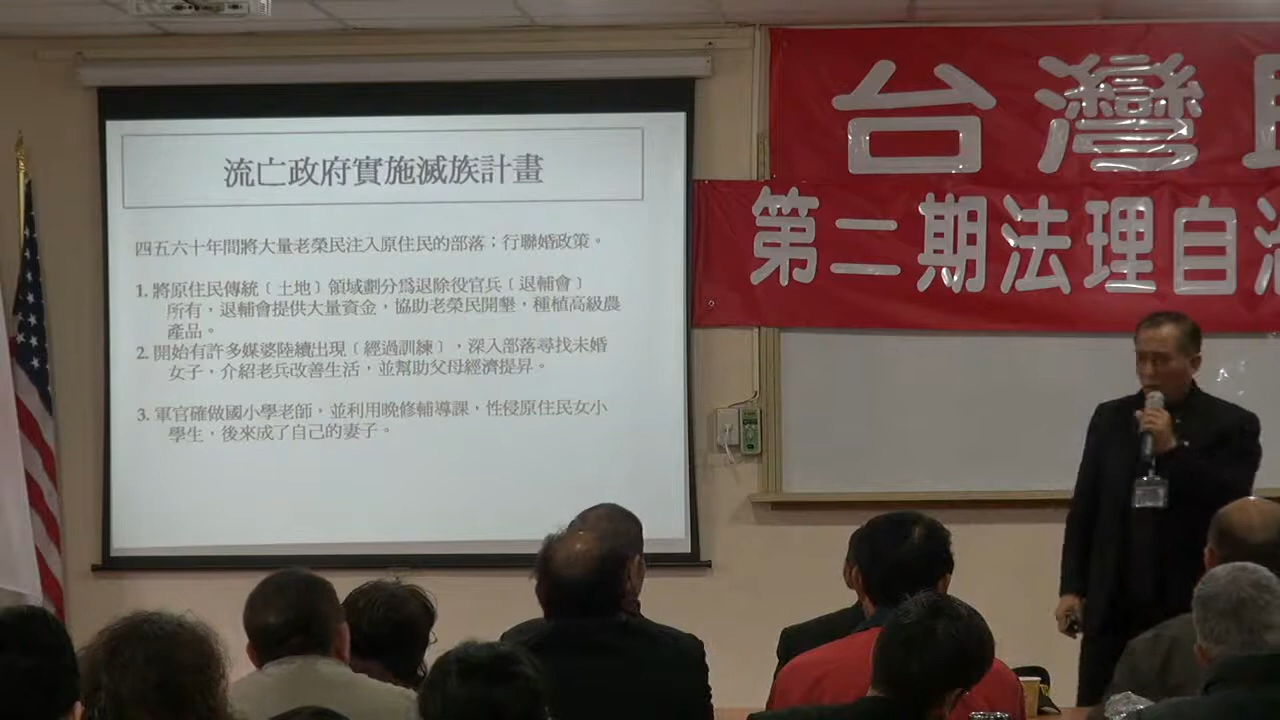 流亡政府實施滅族計畫
四五六十年間將大量老榮民注入原住民的部落；行聯婚政策。
1. 將原住民傳統﹝土地﹞領域劃分為退除役官兵﹝退輔會﹞
所有，退輔會提供大量資金，協助老榮民開墾，種植高級農
產品。
2. 開始有許多媒婆陸續出現﹝經過訓練﹞，深入部落尋找未婚
女子，介紹老兵改善生活，並幫助父母經濟提昇。
3. 軍官確做國小學老師，並利用晚修輔導課，性侵原住民女小
學生，後來成了自己的妻子。
台灣
第二期法理自